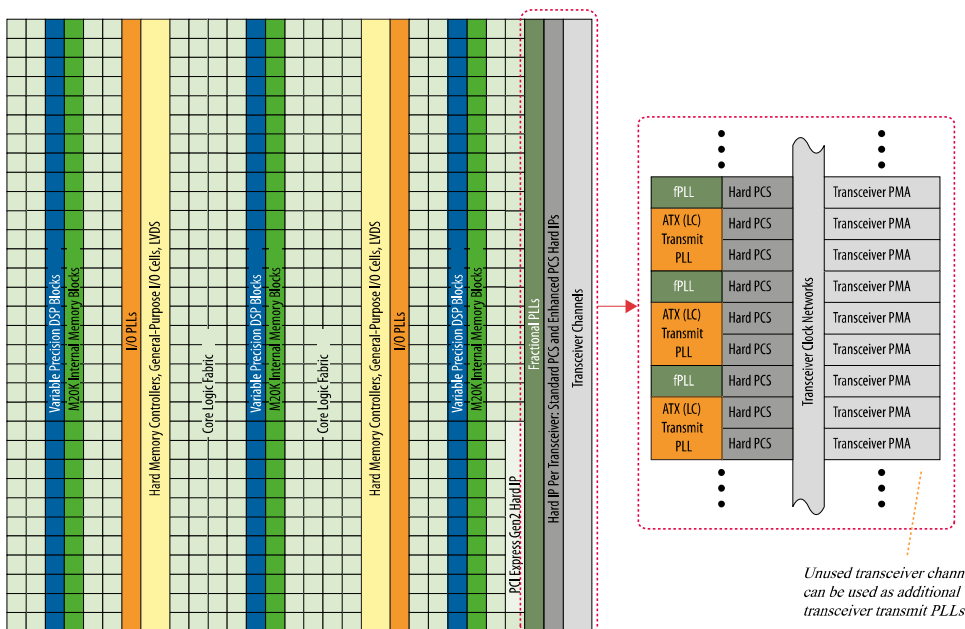 Variable Precision DSP Blocks
M20K Internal Memory Blocks
I/O PLLs
Hard Memory Controllers, General-Purpose I/O Cells, LVDS
Core Logic Fabric
Variable Precision DSP Blocks
M20K Internal Memory Blocks
Core Logic Fabric
Hard Memory Controllers, General-Purpose I/O Cells, LVDS
I/O PLLs
Variable Precision DSP Blocks
M20K Internal Memory Blocks
PCI Express Gen2 Hard IP
Fractional PLLs
Hard IP Per Transceiver: Standard PCS and Enhanced PCS Hard IPs
Transceiver Channels
fPLL
Hard PCS
Transceiver PMA
ATX (LC)
Transmit
PLL
Hard PCS
Transceiver PMA
Hard PCS
Transceiver PMA
fPLL
Hard PCS
Transceiver PMA
ATX (LC)
Transmit
PLL
Hard PCS
Transceiver PMA
Hard PCS
Transceiver PMA
fPLL
Hard PCS
Transceiver PMA
ATX (LC)
Transmit
PLL
Hard PCS
Transceiver PMA
Hard PCS
Transceiver PMA
Transceiver Clock Networks
Unused transceiver chann
can be used as additional
transceiver transmit PLLs